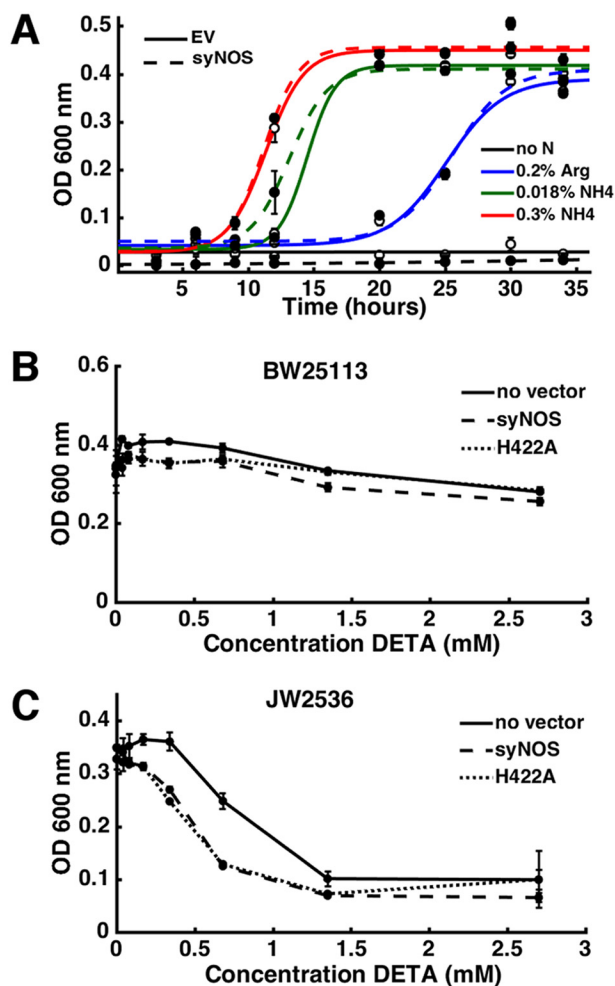 A
EV
syNOS
OD 600 nm
0.5
0.4
0.3
0.2
0.1
0
no N
0.2% Arg
0.018% NH4
0.3% NH4
5 10 15 20 25 30 35
Time (hours)
B
BW25113
OD 600 nm
0.6
0.4
0.2
0
no vector
syNOS
H422A
0 0.5 1 1.5 2 2.5 3
Concentration DETA (mM)
C
JW2536
OD 600 nm
0.4
0.3
0.2
0.1
0
no vector
syNOS
H422A
0 0.5 1 1.5 2 2.5 3
Concentration DETA (mM)